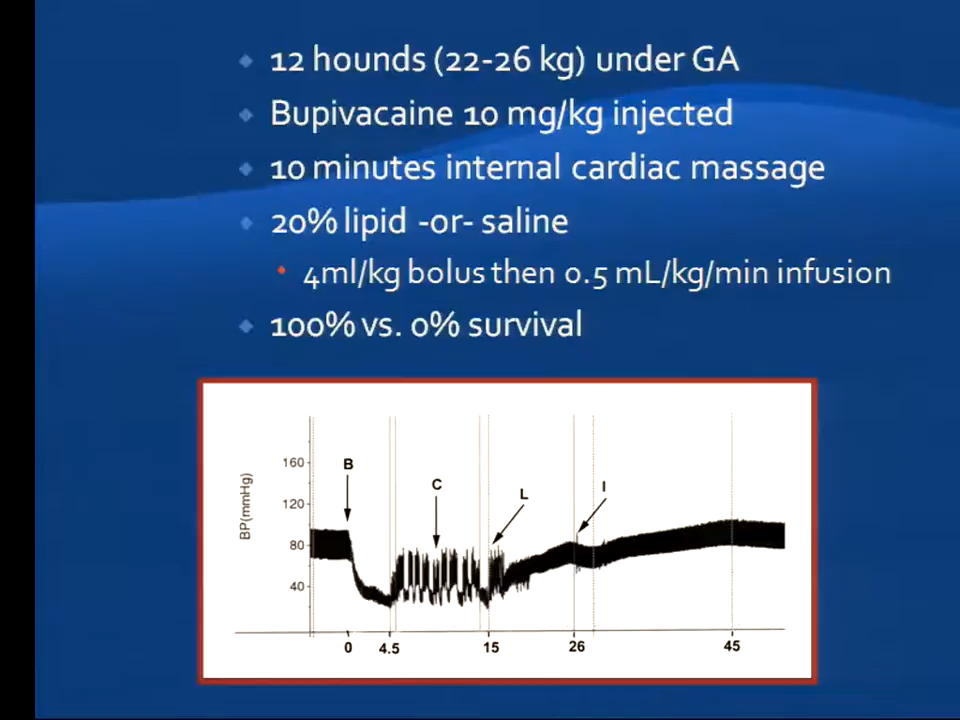 12 hounds (22-26 kg) under GA
Bupivacaine 10 mg/kg injected
10 minutes internal cardiac massage
20% lipid -or- saline
4ml/kg bolus then 0.5 mL/kg/min infusion
100% vs. 0% survival
B
C
L
I
BP(mmHg)
160
120
80
40
0 4.5 15 26 45